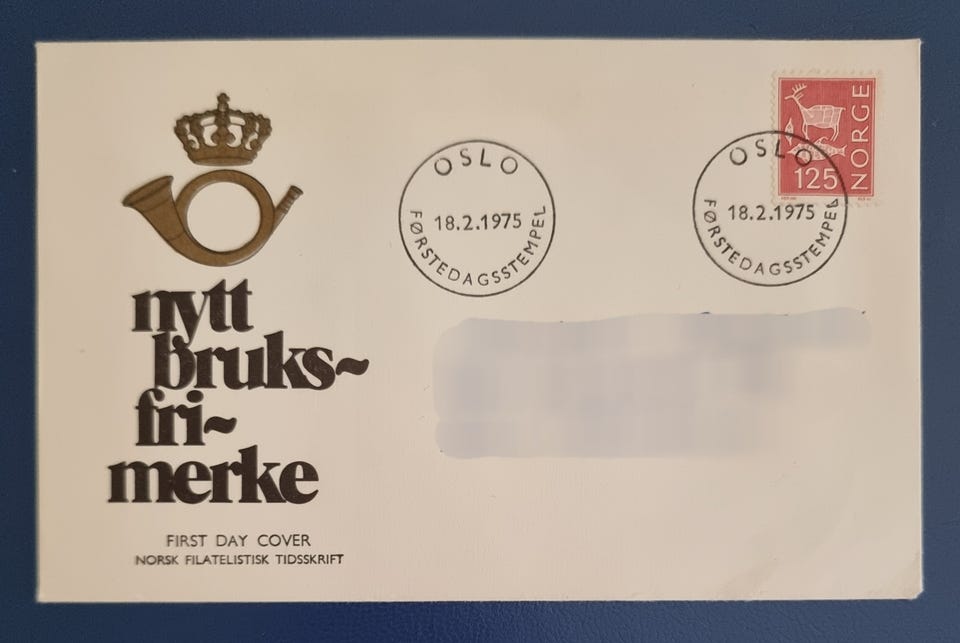 nytt
bruks~
fri~
merke
FIRST DAY COVER
NORSK FILATELISTISK TIDSSKRIFT
OSLO
18.2.1975
FØRSTEDAGSSTEMPEL
OSLO
18.2.1975
FØRSTEDAGSSTEMPEL
NORGE
125